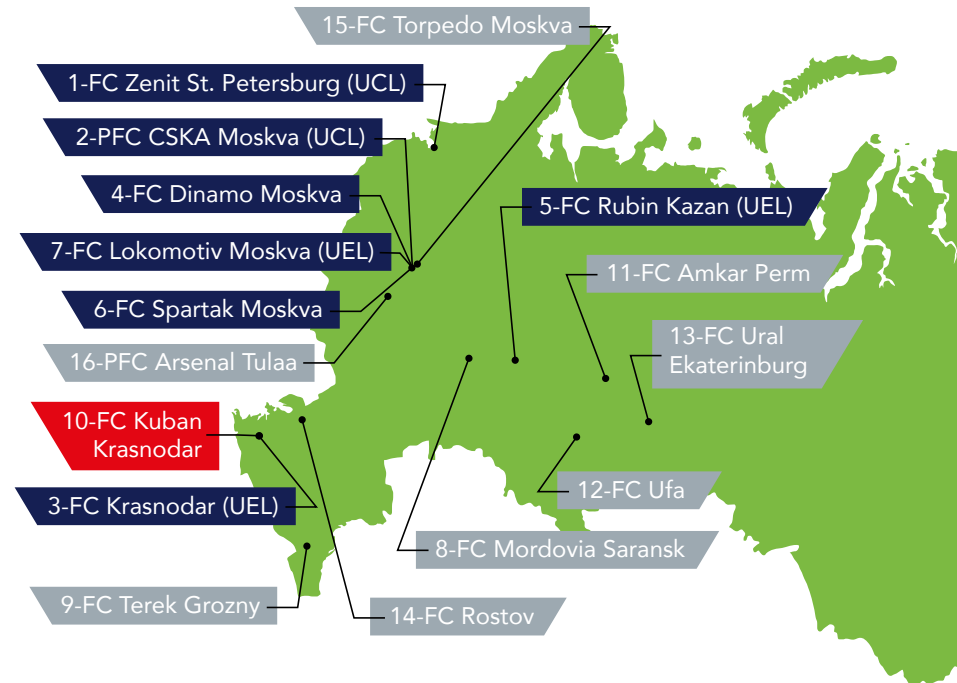 15-FC Torpedo Moskva
1-FC Zenit St. Petersburg (UCL)
2-PFC CSKA Moskva (UCL)
4-FC Dinamo Moskva
5-FC Rubin Kazan (UEL)
7-FC Lokomotiv Moskva (UEL)
11-FC Amkar Perm
6-FC Spartak Moskva
13-FC Ural
Ekaterinburg
16-PFC Arsenal Tulaa
10-FC Kuban
Krasnodar
12-FC Ufa
3-FC Krasnodar (UEL)
8-FC Mordovia Saransk
9-FC Terek Grozny
14-FC Rostov